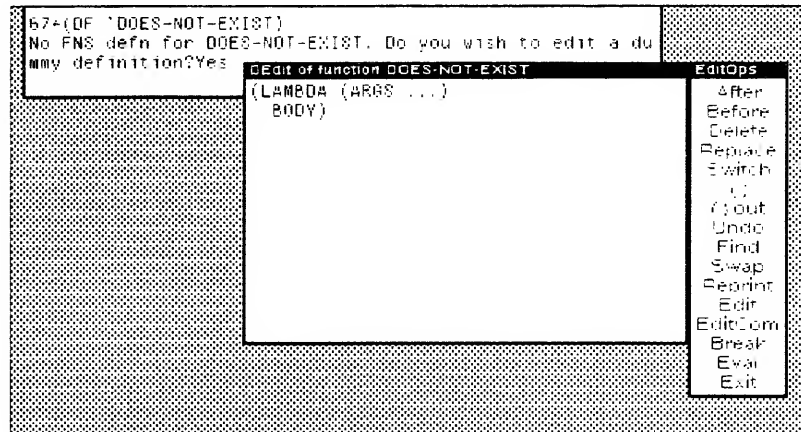 67←(DF 'DOES-NOT-EXIST)
No FNS defn for DOES-NOT-EXIST. Do you wish to edit a du
mmy definition?Yes
DEdit of function DOES-NOT-EXIST
(LAMBDA (ARGS ...)
BODY)
EditOps
After
Before
Delete
Replace
Switch
()
() out
Undo
Find
Swap
Reprint
Edit
EditCom
Break
Eval
Exit